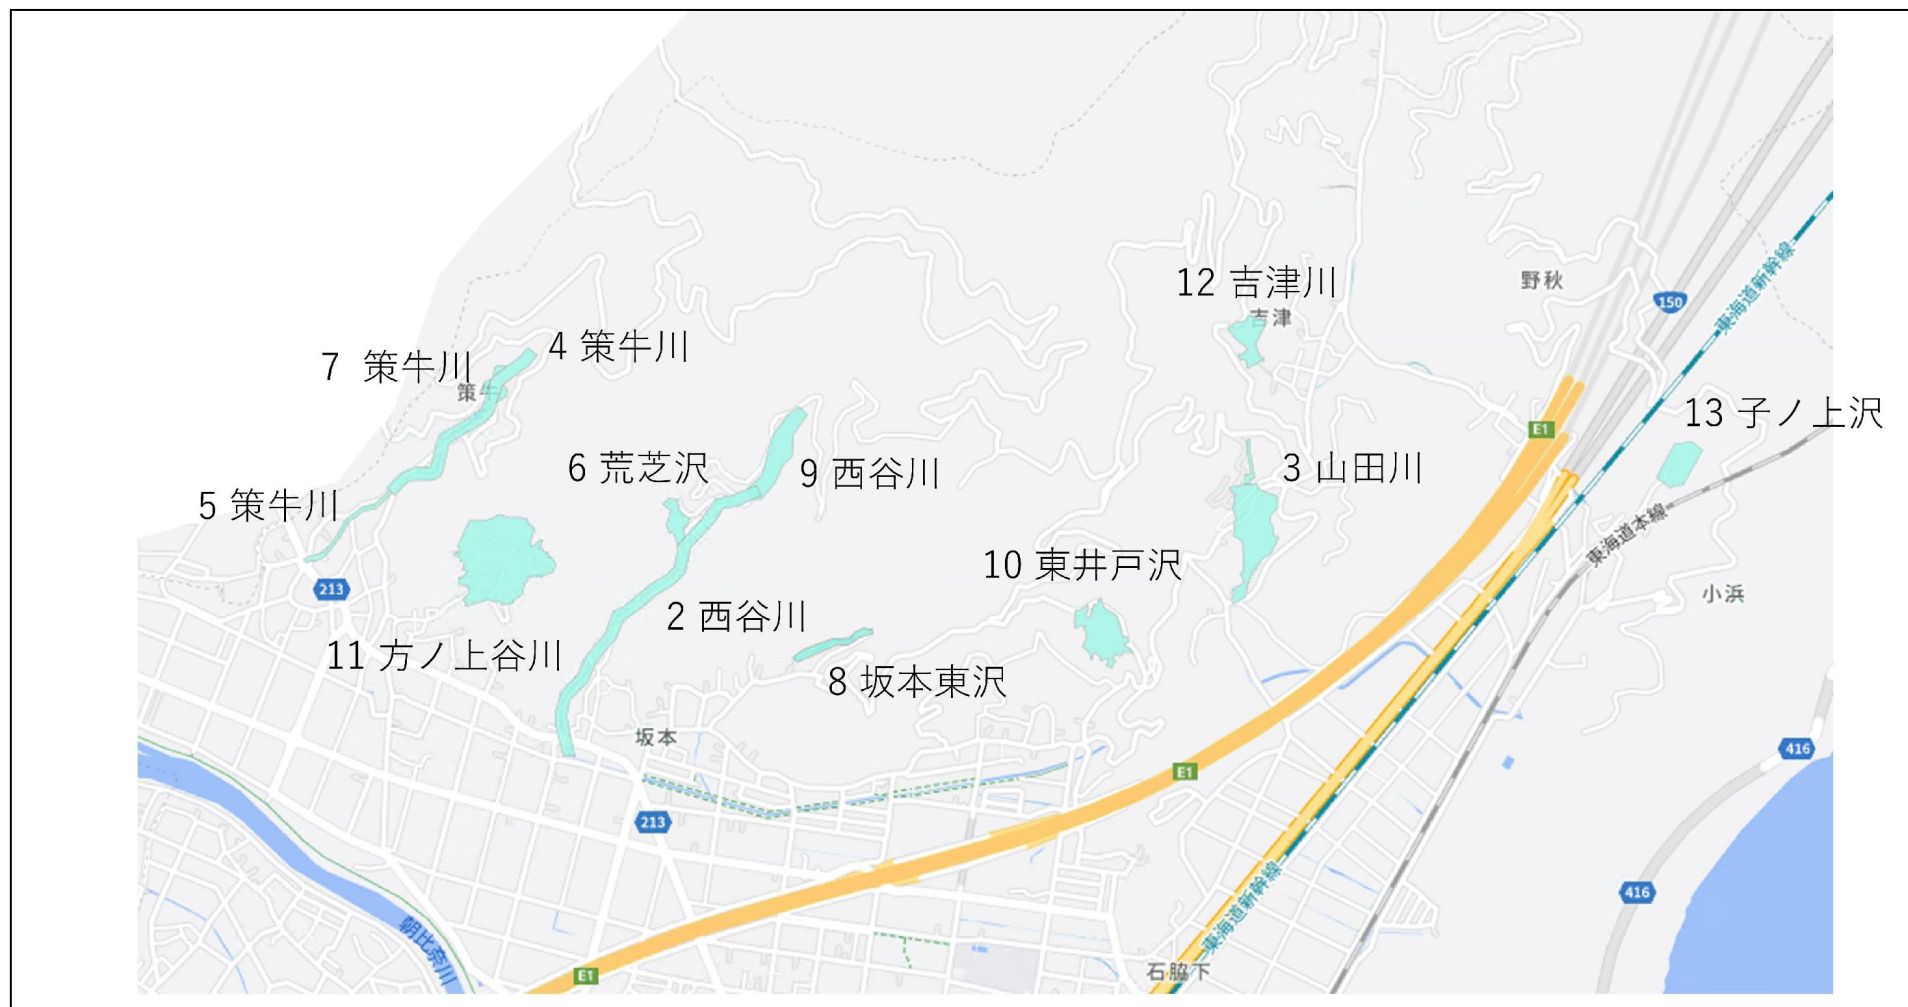 12 吉津川
吉津
野秋
150
東海道新幹線
7 策牛川
4 策牛川
策牛
E1
13 子ノ上沢
6 荒芝沢
9 西谷川
3 山田川
5 策牛川
東海道本線
10 東井戸沢
213
小浜
2 西谷川
11 方ノ上谷川
8 坂本東沢
坂本
416
E1
213
416
東海道新幹線
朝比奈川
石脇下
E1